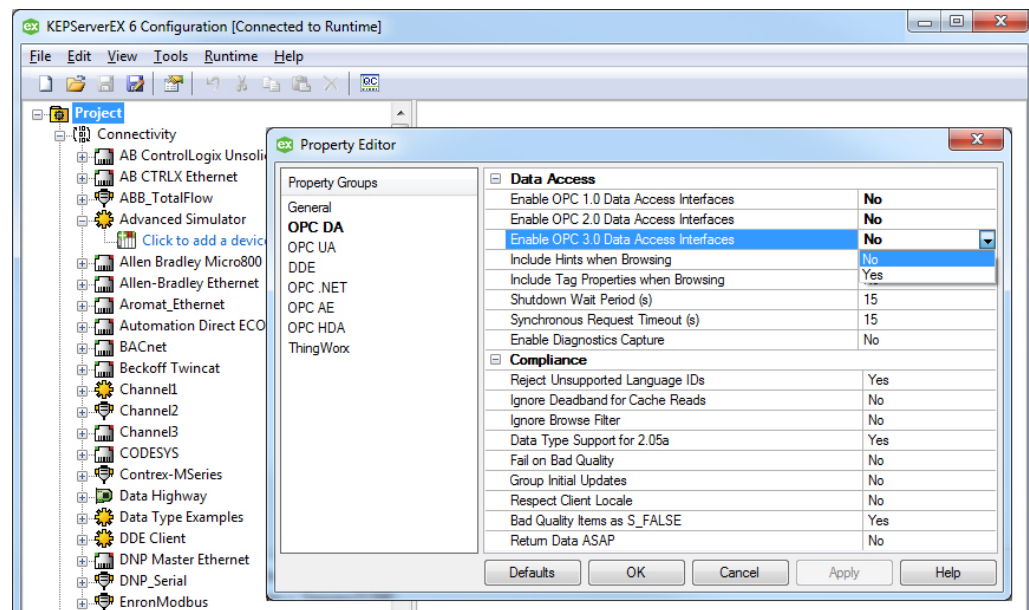 KEPServerEX 6 Configuration [Connected to Runtime]
File Edit View Tools Runtime Help
Project
Connectivity
AB ControlLogix Unsoli
AB CTRLX Ethernet
ABB_TotalFlow
Advanced Simulator
Click to add a device
Allen Bradley Micro800
Allen-Bradley Ethernet
Aromat_Ethernet
Automation Direct ECO
BACnet
Beckoff Twincat
Channel1
Channel2
Channel3
CODESYS
Contrex-MSeries
Data Highway
Data Type Examples
DDE Client
DNP Master Ethernet
DNP_Serial
EnronModbus
Property Editor
Property Groups
General
OPC DA
OPC UA
DDE
OPC .NET
OPC AE
OPC HDA
ThingWorx
Data Access
Enable OPC 1.0 Data Access Interfaces No
Enable OPC 2.0 Data Access Interfaces No
Enable OPC 3.0 Data Access Interfaces No
Include Hints when Browsing No
Include Tag Properties when Browsing Yes
Shutdown Wait Period (s) 15
Synchronous Request Timeout (s) 15
Enable Diagnostics Capture No
Compliance
Reject Unsupported Language IDs Yes
Ignore Deadband for Cache Reads No
Ignore Browse Filter No
Data Type Support for 2.05a Yes
Fail on Bad Quality No
Group Initial Updates No
Respect Client Locale No
Bad Quality Items as S_FALSE Yes
Return Data ASAP No
Defaults OK Cancel Apply Help